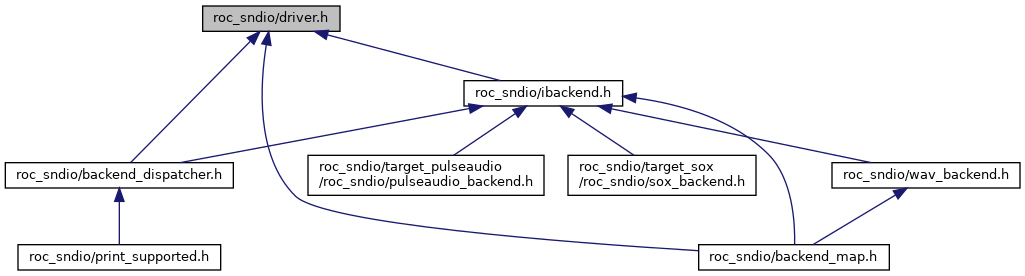 roc_sndio/driver.h
roc_sndio/ibackend.h
roc_sndio/backend_dispatcher.h
roc_sndio/target_pulseaudio
/roc_sndio/pulseaudio_backend.h
roc_sndio/target_sox
/roc_sndio/sox_backend.h
roc_sndio/wav_backend.h
roc_sndio/print_supported.h
roc_sndio/backend_map.h